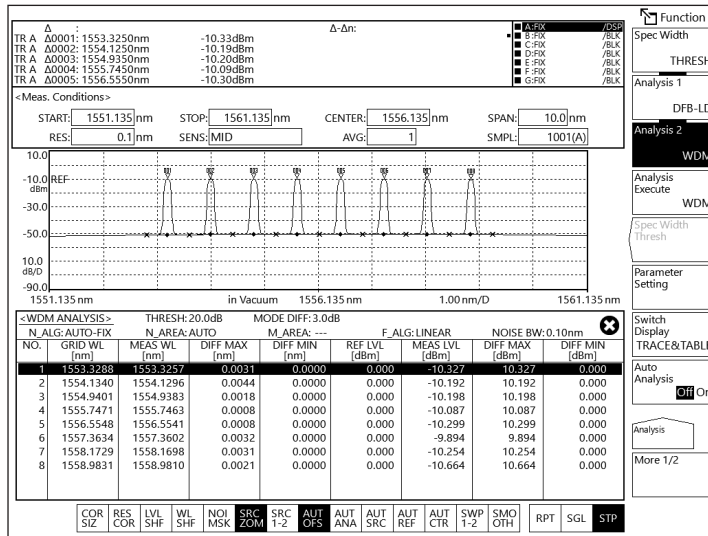 Δ : Δ-Δn:
TR A Δ0001: 1553.3250 -10.33dBm
TR A Δ0002: 1554.1250 -10.19dBm
TR A Δ0003: 1554.9350 -10.20dBm
TR A Δ0004: 1555.7450 -10.09dBm
TR A Δ0005: 1556.5550 -10.30dBm
A:FIX /DSP
B:FIX /BLK
C:FIX /BLK
D:FIX /BLK
E:FIX /BLK
F:FIX /BLK
G:FIX /BLK
<Meas. Conditions>
START: 1551.135 nm STOP: 1561.135 nm CENTER: 1556.135 nm SPAN: 10.0 nm
RES: 0.1 nm SENS: MID AVG: 1 SMPL: 1001(A)
10.0
-10.0 REF
dBm
-30.0
-50.0
10.0
dB/D
-90.0
001 002 003 004 005 006 007 008
1551.135 nm in Vacuum 1556.135 nm 1.00 nm/D 1561.135 nm
<WDM ANALYSIS> THRESH: 20.0dB MODE DIFF: 3.0dB
N_ALG: AUTO-FIX N_AREA: AUTO M_AREA: --- F_ALG: LINEAR NOISE BW: 0.10nm
NO. GRID WL MEAS WL DIFF MAX DIFF MIN REF LVL MEAS LVL DIFF MAX DIFF MIN
[nm] [nm] [nm] [nm] [dBm] [dBm] [dBm] [dBm]
1 1553.3288 1553.3257 0.0031 0.0000 0.000 -10.327 10.327 0.000
2 1554.1340 1554.1296 0.0044 0.0000 0.000 -10.192 10.192 0.000
3 1554.9401 1554.9383 0.0018 0.0000 0.000 -10.198 10.198 0.000
4 1555.7471 1555.7463 0.0008 0.0000 0.000 -10.087 10.087 0.000
5 1556.5548 1556.5541 0.0008 0.0000 0.000 -10.299 10.299 0.000
6 1557.3634 1557.3602 0.0032 0.0000 0.000 -9.894 9.894 0.000
7 1558.1729 1558.1698 0.0031 0.0000 0.000 -10.254 10.254 0.000
8 1558.9831 1558.9810 0.0021 0.0000 0.000 -10.664 10.664 0.000
COR RES LVL WL NOI SRC SRC AUT AUT AUT AUT AUT SWP SMO RPT SGL STP
SIZ COR SHF SHF MSK ZOM 1-2 OFS ANA SRC REF CTR 1-2 OTH
Function
Spec Width
THRESH
Analysis 1
DFB-LD
Analysis 2
WDM
Analysis
Execute
WDM
Spec Width
Thresh
Parameter
Setting
Switch
Display
TRACE&TABLE
Auto
Analysis
Off On
Analysis
More 1/2